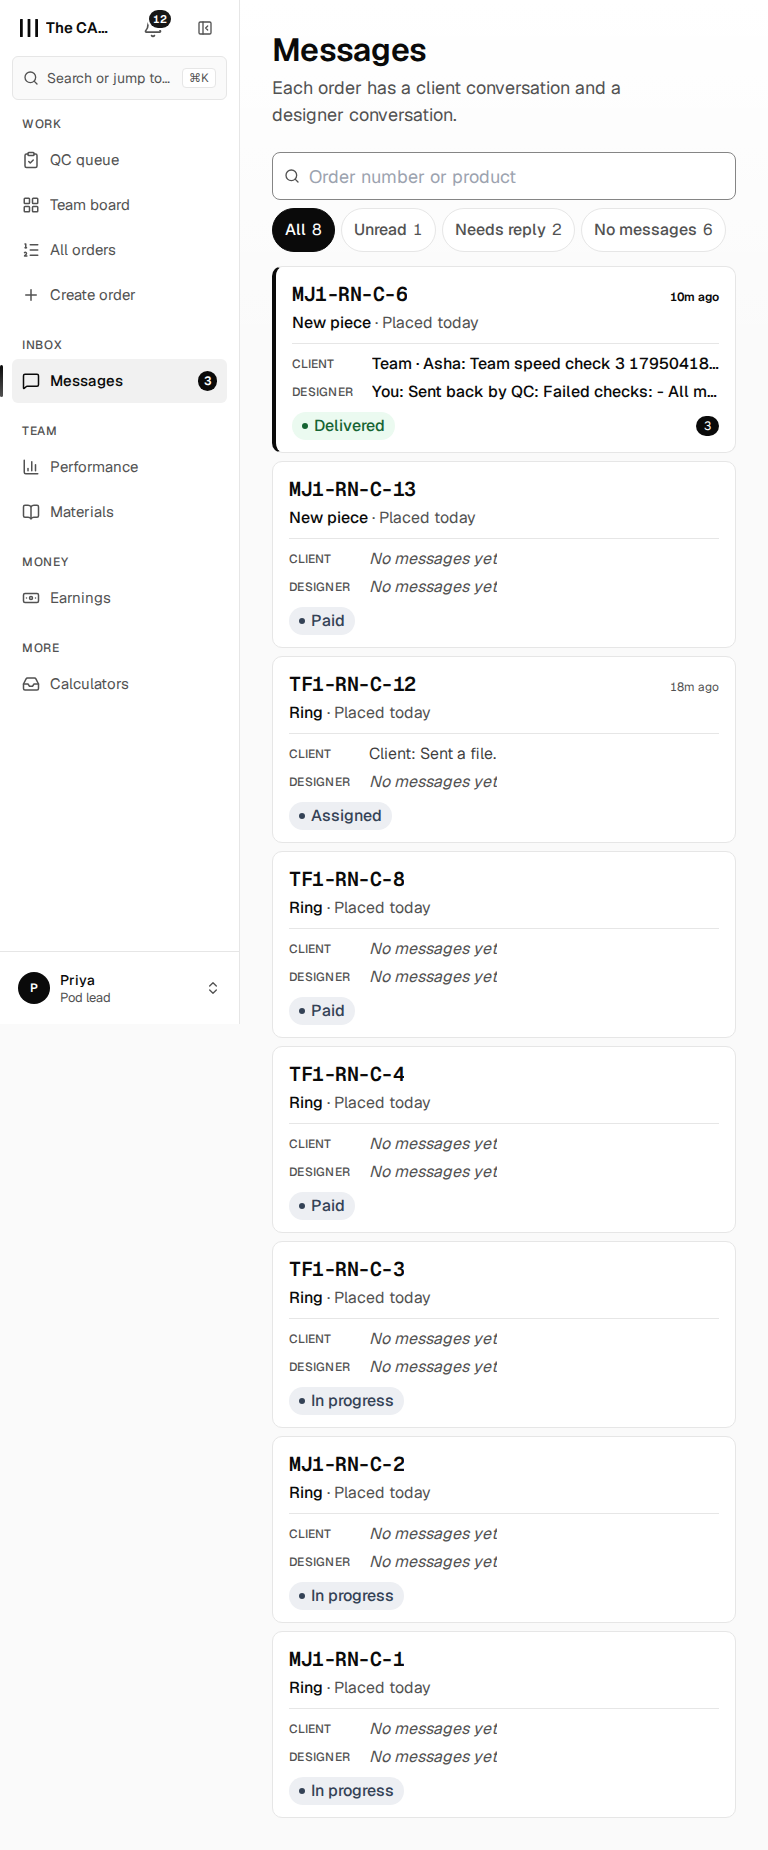 The CA...
12
Search or jump to...
⌘K
WORK
QC queue
Team board
All orders
Create order
INBOX
Messages
3
TEAM
Performance
Materials
MONEY
Earnings
MORE
Calculators
P
Priya
Pod lead
Messages
Each order has a client conversation and a
designer conversation.
Order number or product
All 8
Unread 1
Needs reply 2
No messages 6
MJ1-RN-C-6
10m ago
New piece · Placed today
CLIENT Team · Asha: Team speed check 3 17950418...
DESIGNER You: Sent back by QC: Failed checks: - All m...
Delivered
3
MJ1-RN-C-13
New piece · Placed today
CLIENT No messages yet
DESIGNER No messages yet
Paid
TF1-RN-C-12
18m ago
Ring · Placed today
CLIENT Client: Sent a file.
DESIGNER No messages yet
Assigned
TF1-RN-C-8
Ring · Placed today
CLIENT No messages yet
DESIGNER No messages yet
Paid
TF1-RN-C-4
Ring · Placed today
CLIENT No messages yet
DESIGNER No messages yet
Paid
TF1-RN-C-3
Ring · Placed today
CLIENT No messages yet
DESIGNER No messages yet
In progress
MJ1-RN-C-2
Ring · Placed today
CLIENT No messages yet
DESIGNER No messages yet
In progress
MJ1-RN-C-1
Ring · Placed today
CLIENT No messages yet
DESIGNER No messages yet
In progress